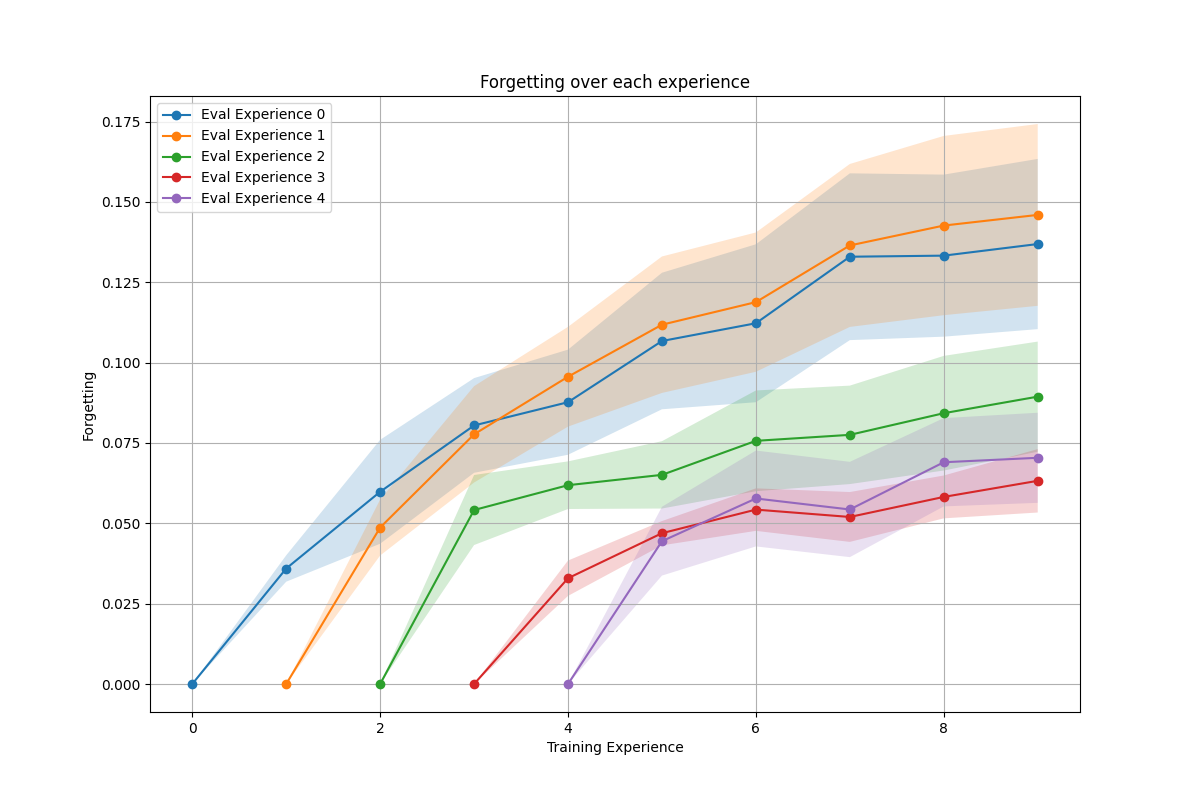 Forgetting over each experience
Eval Experience 0
Eval Experience 1
Eval Experience 2
Eval Experience 3
Eval Experience 4
0.175
0.150
0.125
0.100
0.075
0.050
0.025
0.000
Forgetting
0 2 4 6 8
Training Experience